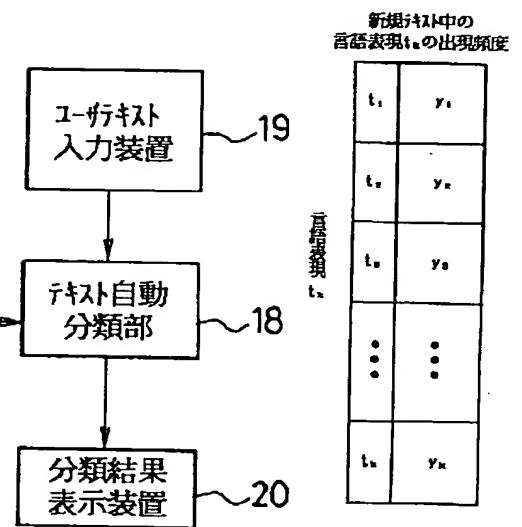 ユーザテキスト
入力装置
19
テキスト自動
分類部
18
分類結果
表示装置
20
新規テキスト中の
言語表現tₖの出現頻度
言語表現
t₁ y₁
t₂ y₂
t₃ y₃